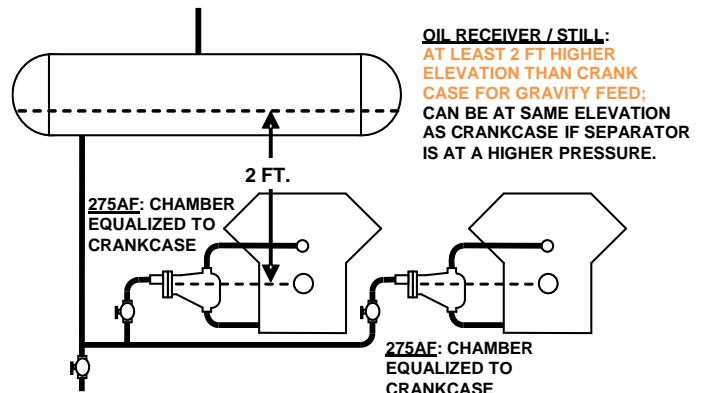 OIL RECEIVER / STILL:
AT LEAST 2 FT HIGHER
ELEVATION THAN CRANK
CASE FOR GRAVITY FEED;
CAN BE AT SAME ELEVATION
AS CRANKCASE IF SEPARATOR
IS AT A HIGHER PRESSURE.
2 FT.
275AF: CHAMBER
EQUALIZED TO
CRANKCASE
275AF: CHAMBER
EQUALIZED TO
CRANKCASE